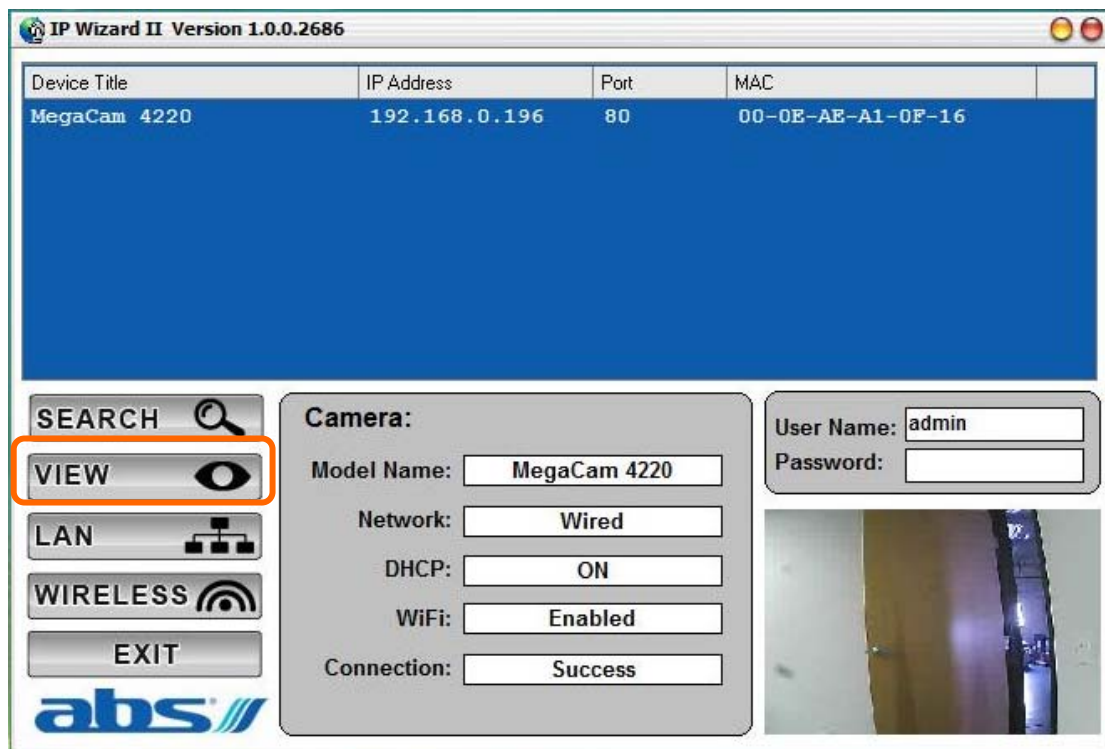 IP Wizard II Version 1.0.0.2686
Device Title IP Address Port MAC
MegaCam 4220 192.168.0.196 80 00-0E-AE-A1-0F-16
SEARCH
VIEW
LAN
WIRELESS
EXIT
abs
Camera:
Model Name: MegaCam 4220
Network: Wired
DHCP: ON
WiFi: Enabled
Connection: Success
User Name: admin
Password: